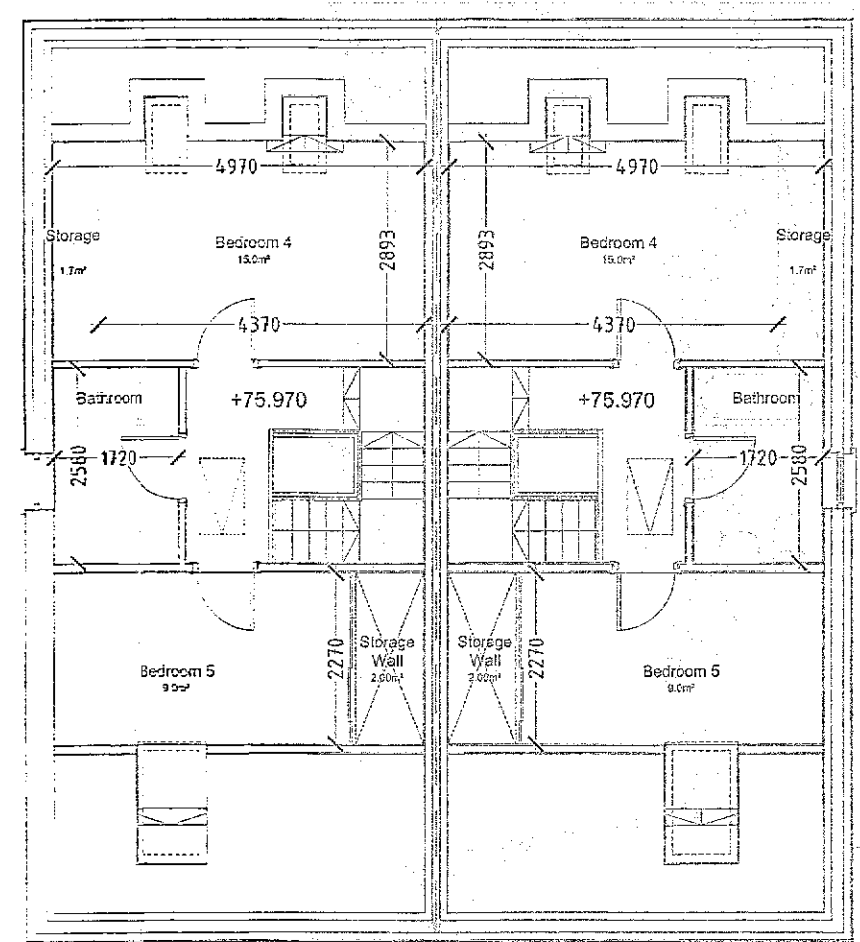 4970
4970
Storage
1.7m²
Bedroom 4
15.0m²
2893
2893
Bedroom 4
15.0m²
Storage
1.7m²
4370
4370
Bathroom
+75.970
+75.970
Bathroom
2580
1720
1720
2580
Bedroom 5
9.0m²
2270
Storage
Wall
2.00m²
Storage
Wall
2.00m²
2270
Bedroom 5
9.0m²